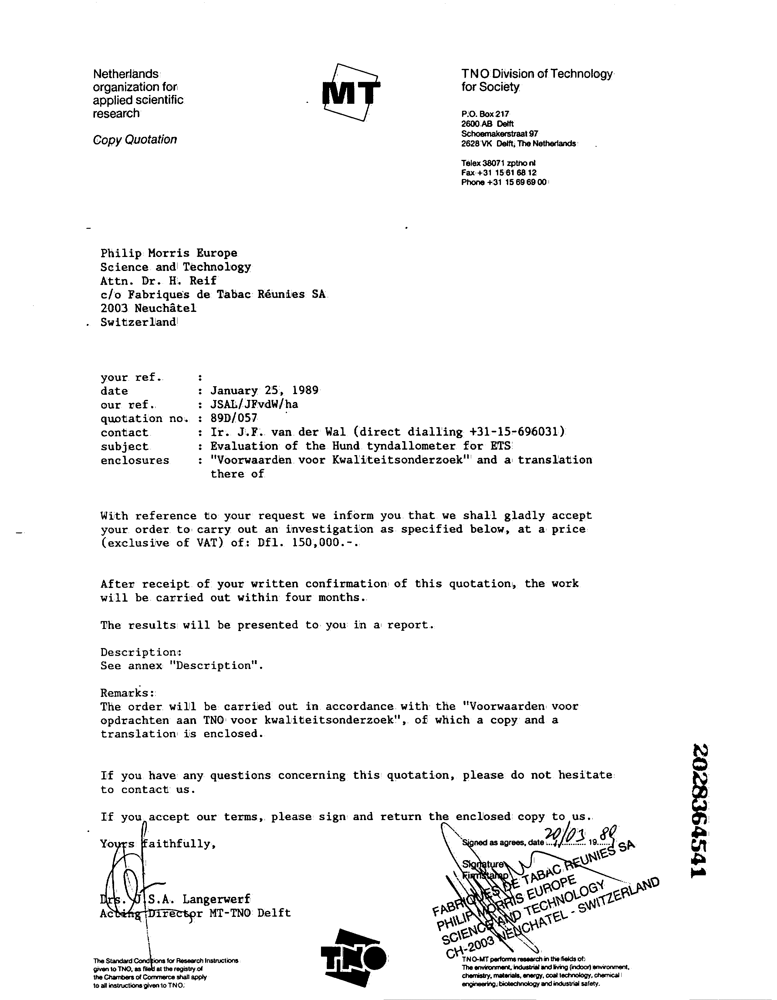 Netherlands
organization for
applied scientific
research
Copy Quotation
MT
TNO Division of Technology
for Society
P.O. Box 217
2600 AB Delft
Schoemakerstraat 97
2628 VK Delft, The Netherlands
Telex 38071 zptno nl
Fax +31 15 61 68 12
Phone +31 15 69 69 00
Philip Morris Europe
Science and Technology
Attn. Dr. H. Reif
c/o Fabriques de Tabac Réunies SA
2003 Neuchâtel
Switzerland
your ref. :
date : January 25, 1989
our ref. : JSAL/JFvdW/ha
quotation no. : 89D/057
contact : Ir. J.F. van der Wal (direct dialling +31-15-696031)
subject : Evaluation of the Hund tyndallometer for ETS
enclosures : "Voorwaarden voor Kwaliteitsonderzoek" and a translation
there of
With reference to your request we inform you that we shall gladly accept
your order to carry out an investigation as specified below, at a price
(exclusive of VAT) of: Dfl. 150,000.-.
After receipt of your written confirmation of this quotation, the work
will be carried out within four months.
The results will be presented to you in a report.
Description:
See annex "Description".
Remarks:
The order will be carried out in accordance with the "Voorwaarden voor
opdrachten aan TNO voor kwaliteitsonderzoek", of which a copy and a
translation is enclosed.
If you have any questions concerning this quotation, please do not hesitate
to contact us.
If you accept our terms, please sign and return the enclosed copy to us.
Yours faithfully,
Drs. J.S.A. Langerwerf
Acting Director MT-TNO Delft
Signed as agrees, date 20/03 1989
Signature
Firmstamp
FABRIQUES DE TABAC REUNIES SA
PHILIP MORRIS EUROPE
SCIENCE AND TECHNOLOGY
CH-2003 NEUCHATEL - SWITZERLAND
2028364541
The Standard Conditions for Research Instructions
given to TNO, as filed at the registry of
the Chambers of Commerce shall apply
to all instructions given to TNO.
TNO
TNO-MT performs research in the fields of:
The environment, industrial and living (indoor) environment,
chemistry, materials, energy, coal technology, chemical
engineering, biotechnology and industrial safety.